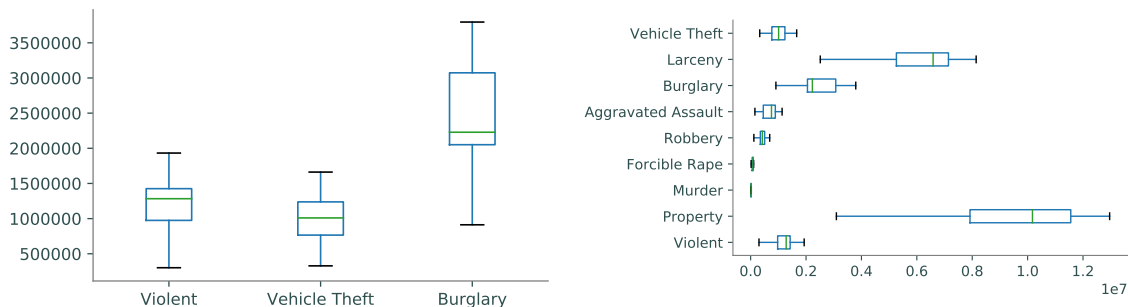 3500000
3000000
2500000
2000000
1500000
1000000
500000
Violent Vehicle Theft Burglary
Vehicle Theft
Larceny
Burglary
Aggravated Assault
Robbery
Forcible Rape
Murder
Property
Violent
0.0 0.2 0.4 0.6 0.8 1.0 1.2
1e7